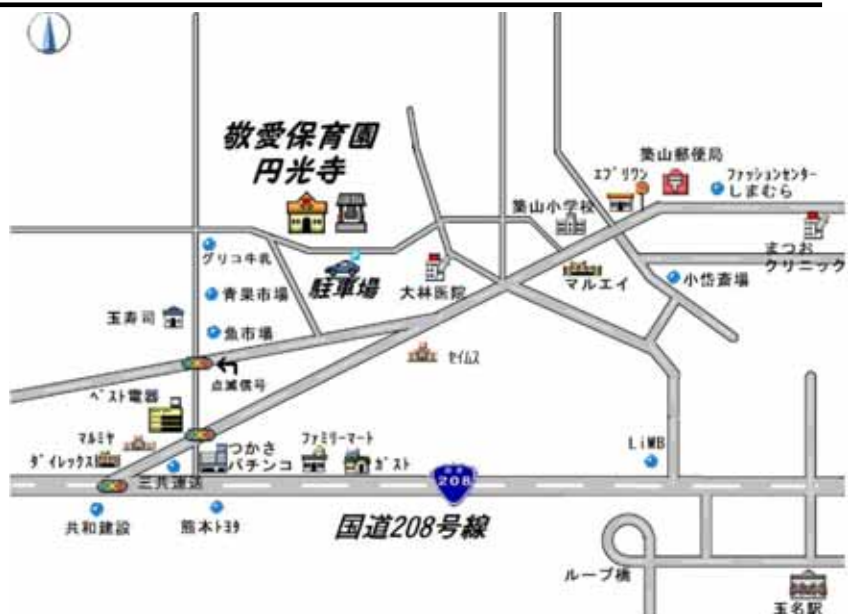 敬愛保育園
円光寺
築山郵便局
エブリワン
ファッションセンター
しまむら
築山小学校
まつお
クリニック
グリコ牛乳
駐車場
大林医院
マルエイ
小岱斎場
青果市場
玉寿司
魚市場
セイムス
点滅信号
ベスト電器
マルミヤ
ダイレックス
つかさ
パチンコ
ファミリーマート
ガスト
LiMB
三共運送
国道
208
共和建設
熊本トヨタ
国道208号線
ループ橋
玉名駅